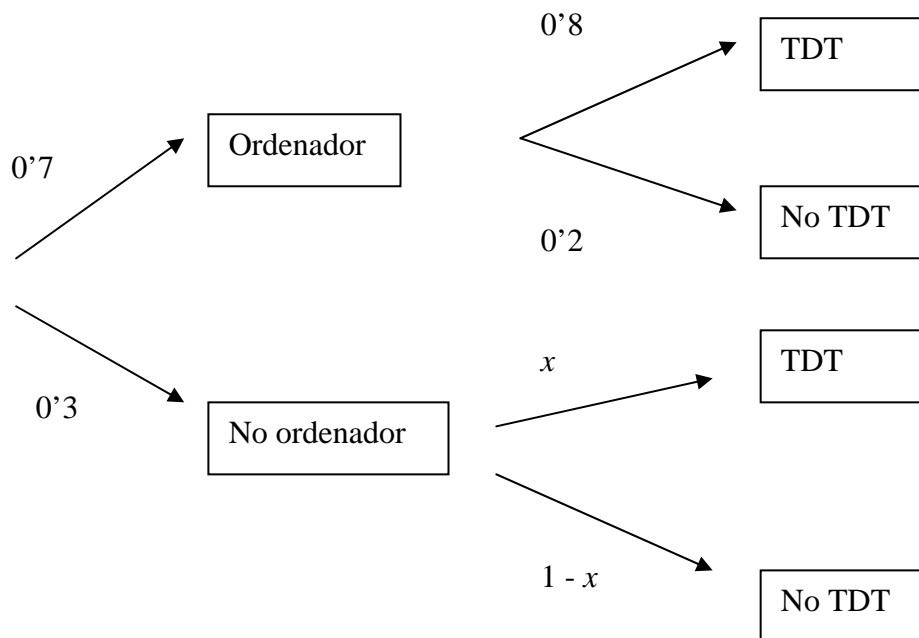 0’8
TDT
Ordenador
0’7
No TDT
0’2
TDT
x
0’3
No ordenador
1 - x
No TDT